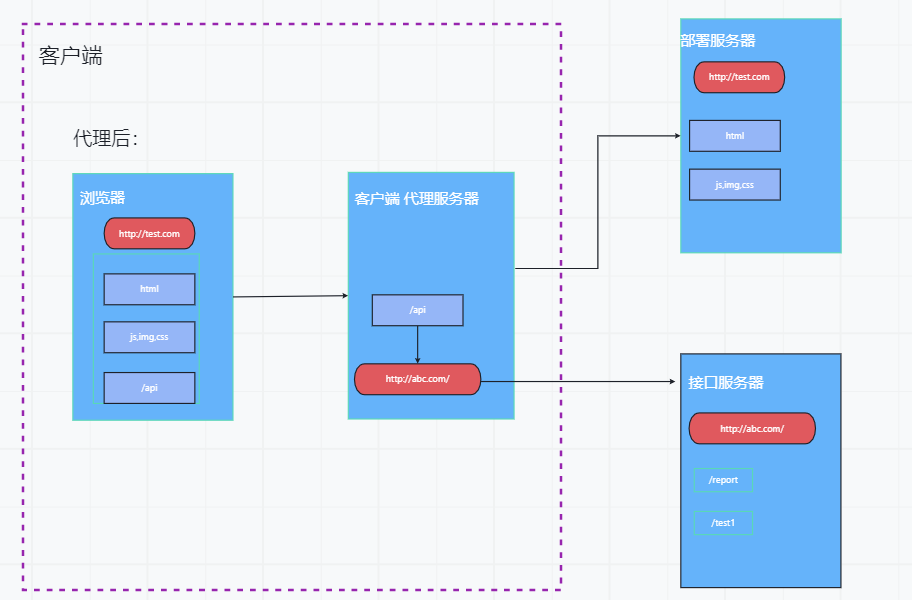 客户端
代理后：
浏览器
http://test.com
html
js,img,css
/api
客户端 代理服务器
/api
http://abc.com/
部署服务器
http://test.com
html
js,img,css
接口服务器
http://abc.com/
/report
/test1